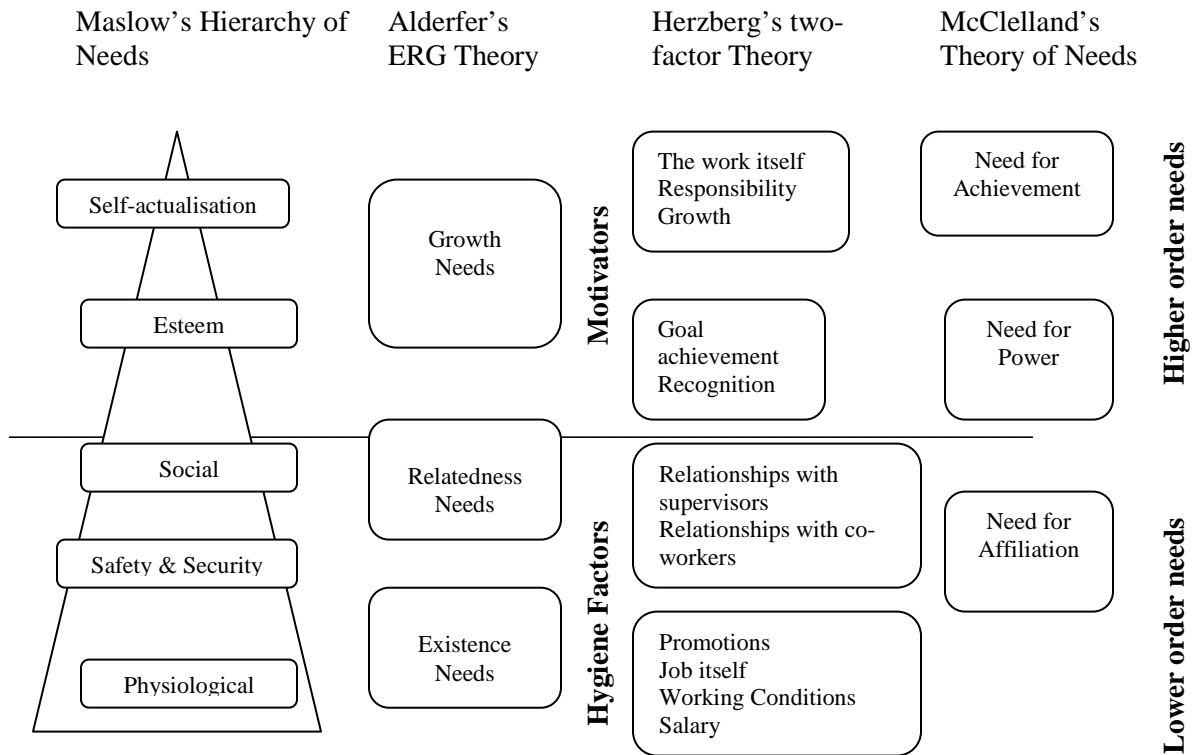 Maslow's Hierarchy of
Needs
Alderfer's
ERG Theory
Herzberg's two-
factor Theory
McClelland's
Theory of Needs
Self-actualisation
Esteem
Social
Safety & Security
Physiological
Growth
Needs
Relatedness
Needs
Existence
Needs
Motivators
Hygiene Factors
The work itself
Responsibility
Growth
Goal
achievement
Recognition
Relationships with
supervisors
Relationships with co-
workers
Promotions
Job itself
Working Conditions
Salary
Need for
Achievement
Need for
Power
Need for
Affiliation
Higher order needs
Lower order needs